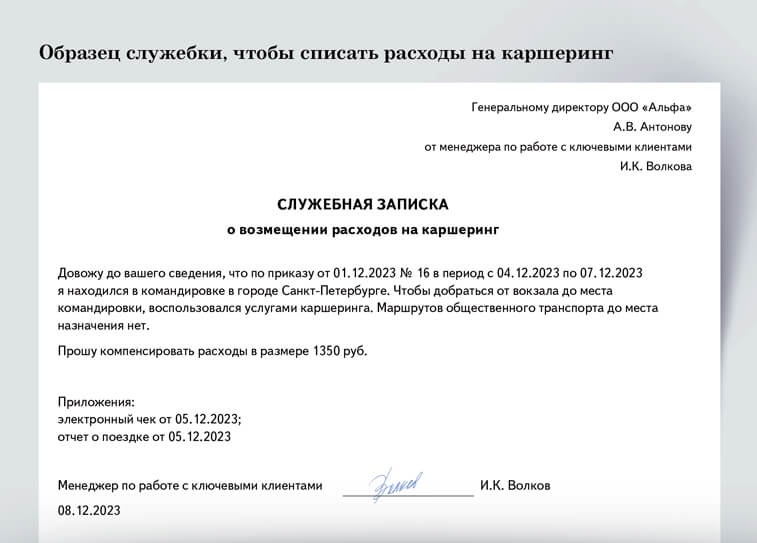 Образец служебки, чтобы списать расходы на каршеринг
Генеральному директору ООО «Альфа»
А.В. Антонову
от менеджера по работе с ключевыми клиентами
И.К. Волкова
СЛУЖЕБНАЯ ЗАПИСКА
о возмещении расходов на каршеринг
Довожу до вашего сведения, что по приказу от 01.12.2023 № 16 в период с 04.12.2023 по 07.12.2023
я находился в командировке в городе Санкт-Петербурге. Чтобы добраться от вокзала до места
командировки, воспользовался услугами каршеринга. Маршрутов общественного транспорта до места
назначения нет.
Прошу компенсировать расходы в размере 1350 руб.
Приложения:
электронный чек от 05.12.2023;
отчет о поездке от 05.12.2023
Менеджер по работе с ключевыми клиентами И.К. Волков
08.12.2023